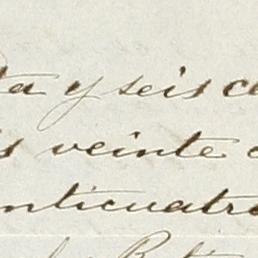 ta y seis
s veinte
nticuatro